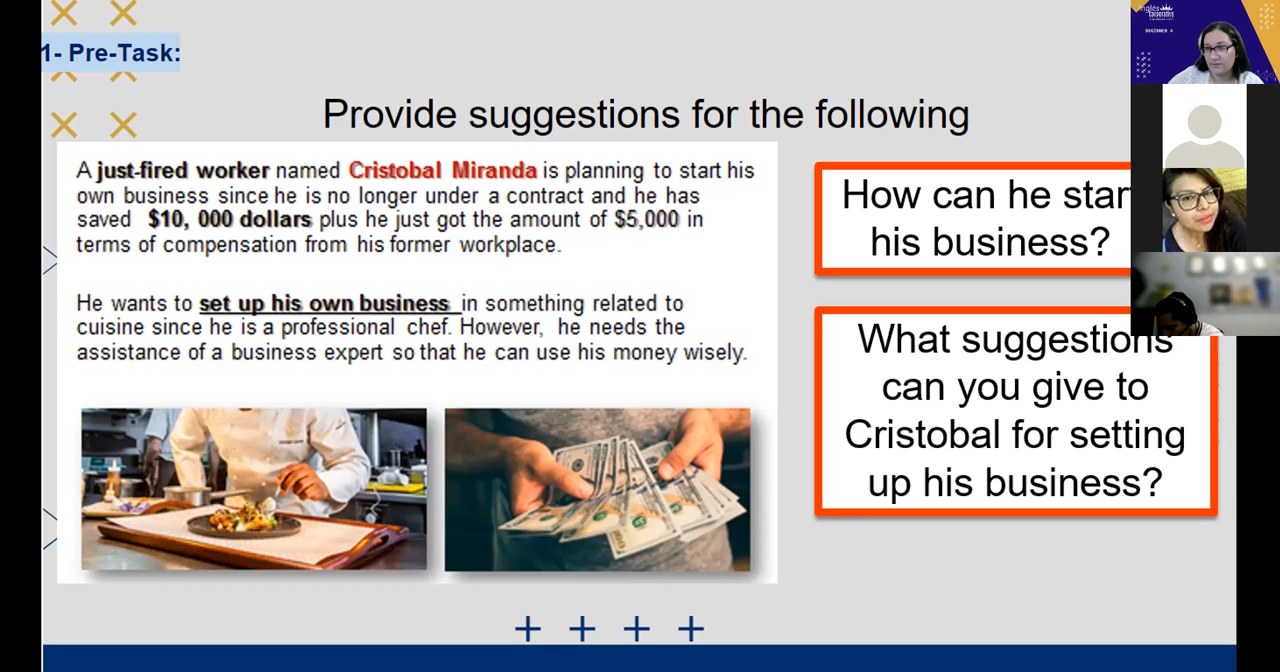 1- Pre-Task:
Provide suggestions for the following
A just-fired worker named Cristobal Miranda is planning to start his
own business since he is no longer under a contract and he has
saved $10, 000 dollars plus he just got the amount of $5,000 in
terms of compensation from his former workplace.
He wants to set up his own business in something related to
cuisine since he is a professional chef. However, he needs the
assistance of a business expert so that he can use his money wisely.
How can he start
his business?
What suggestions
can you give to
Cristobal for setting
up his business?
inglés
corporativo
BEGINNER 4